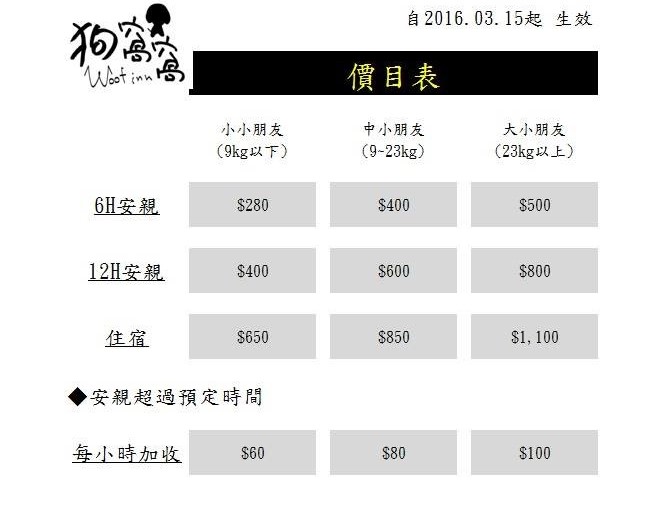 自2016.03.15起 生效
狗窩窩
Woof inn
價目表
小小朋友 中小朋友 大小朋友
(9kg以下) (9~23kg) (23kg以上)
6H安親 $280 $400 $500
12H安親 $400 $600 $800
住宿 $650 $850 $1,100
◆安親超過預定時間
每小時加收 $60 $80 $100